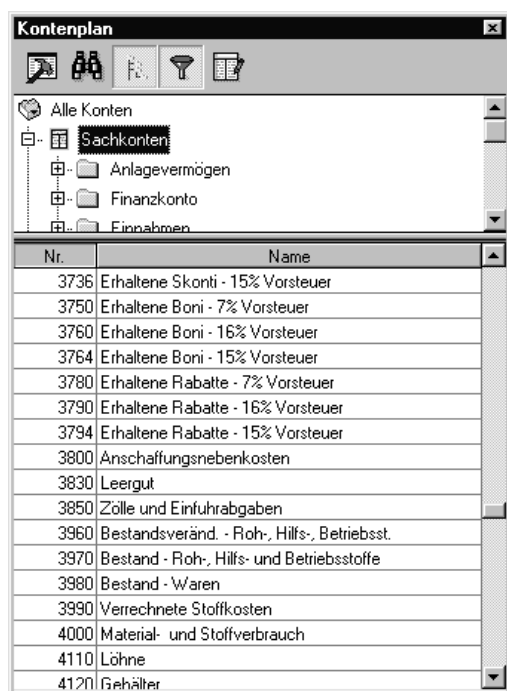 Kontenplan
Alle Konten
Sachkonten
Anlagevermögen
Finanzkonto
Einnahmen
Nr. Name
3736 Erhaltene Skonti - 15% Vorsteuer
3750 Erhaltene Boni - 7% Vorsteuer
3760 Erhaltene Boni - 16% Vorsteuer
3764 Erhaltene Boni - 15% Vorsteuer
3780 Erhaltene Rabatte - 7% Vorsteuer
3790 Erhaltene Rabatte - 16% Vorsteuer
3794 Erhaltene Rabatte - 15% Vorsteuer
3800 Anschaffungsnebenkosten
3830 Leergut
3850 Zölle und Einfuhrabgaben
3960 Bestandsveränd. - Roh-, Hilfs-, Betriebsst.
3970 Bestand - Roh-, Hilfs- und Betriebsstoffe
3980 Bestand - Waren
3990 Verrechnete Stoffkosten
4000 Material- und Stoffverbrauch
4110 Löhne
4120 Gehälter